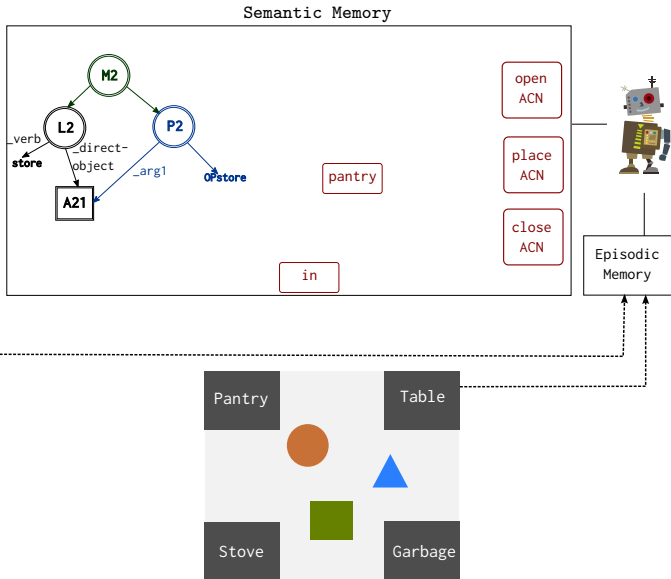 Semantic Memory
M2
L2
P2
_verb
store
_direct-
object
_arg1
OPstore
A21
pantry
in
open
ACN
place
ACN
close
ACN
Episodic
Memory
Pantry
Table
Stove
Garbage